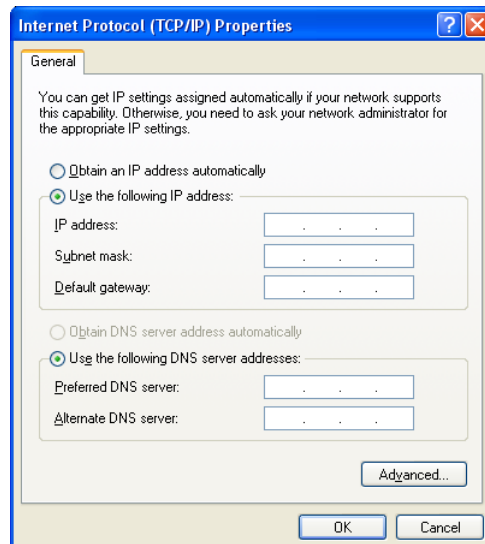 Internet Protocol (TCP/IP) Properties
General
You can get IP settings assigned automatically if your network supports
this capability. Otherwise, you need to ask your network administrator for
the appropriate IP settings.
Obtain an IP address automatically
Use the following IP address:
IP address:
Subnet mask:
Default gateway:
Obtain DNS server address automatically
Use the following DNS server addresses:
Preferred DNS server:
Alternate DNS server:
Advanced...
OK Cancel